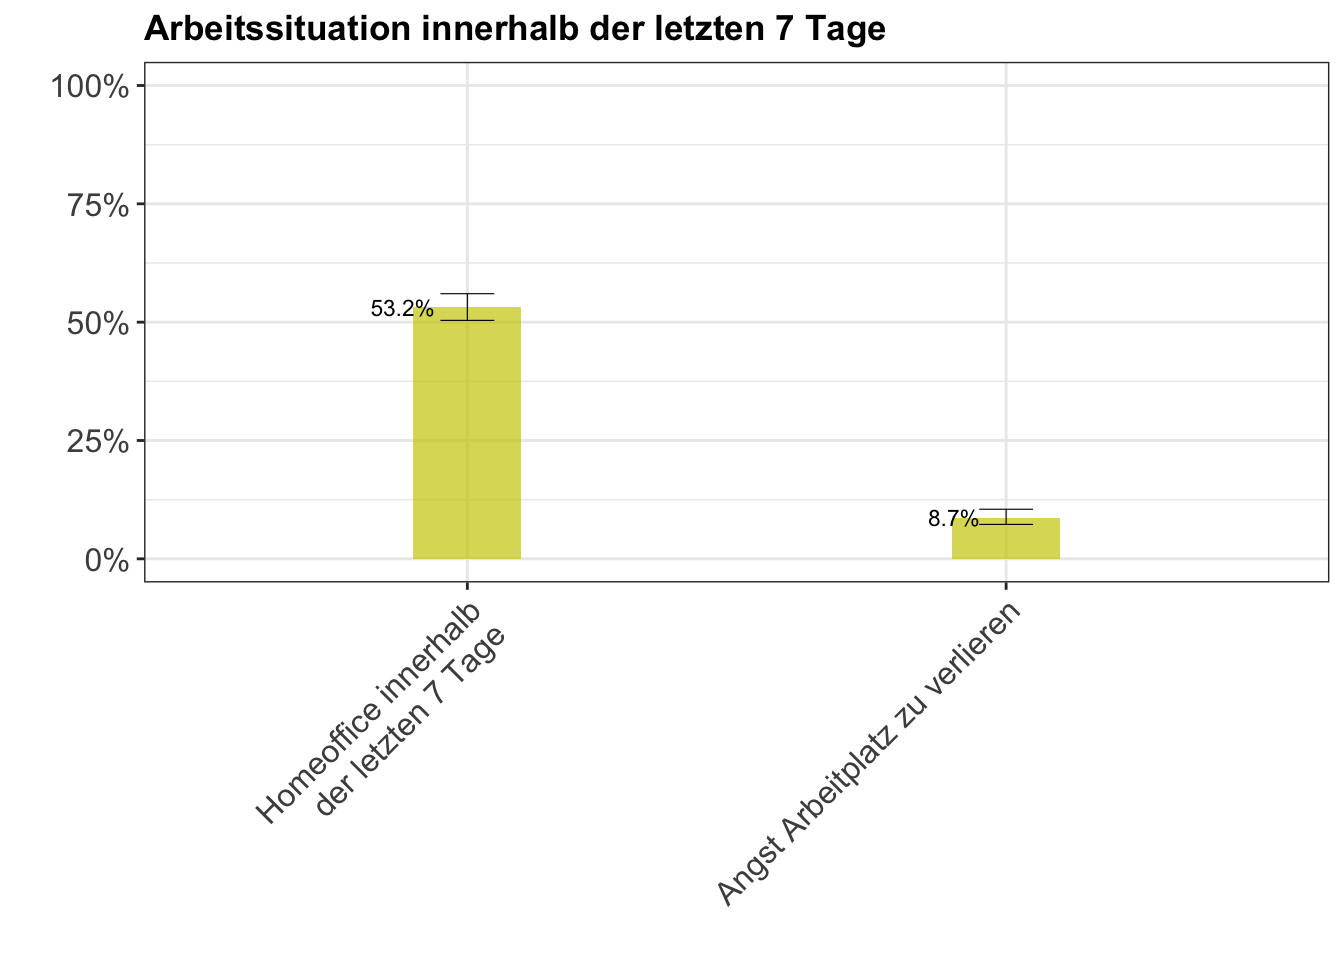 Arbeitssituation innerhalb der letzten 7 Tage
100%
75%
50%
25%
0%
53.2%
8.7%
Homeoffice innerhalb
der letzten 7 Tage
Angst Arbeitplatz zu verlieren